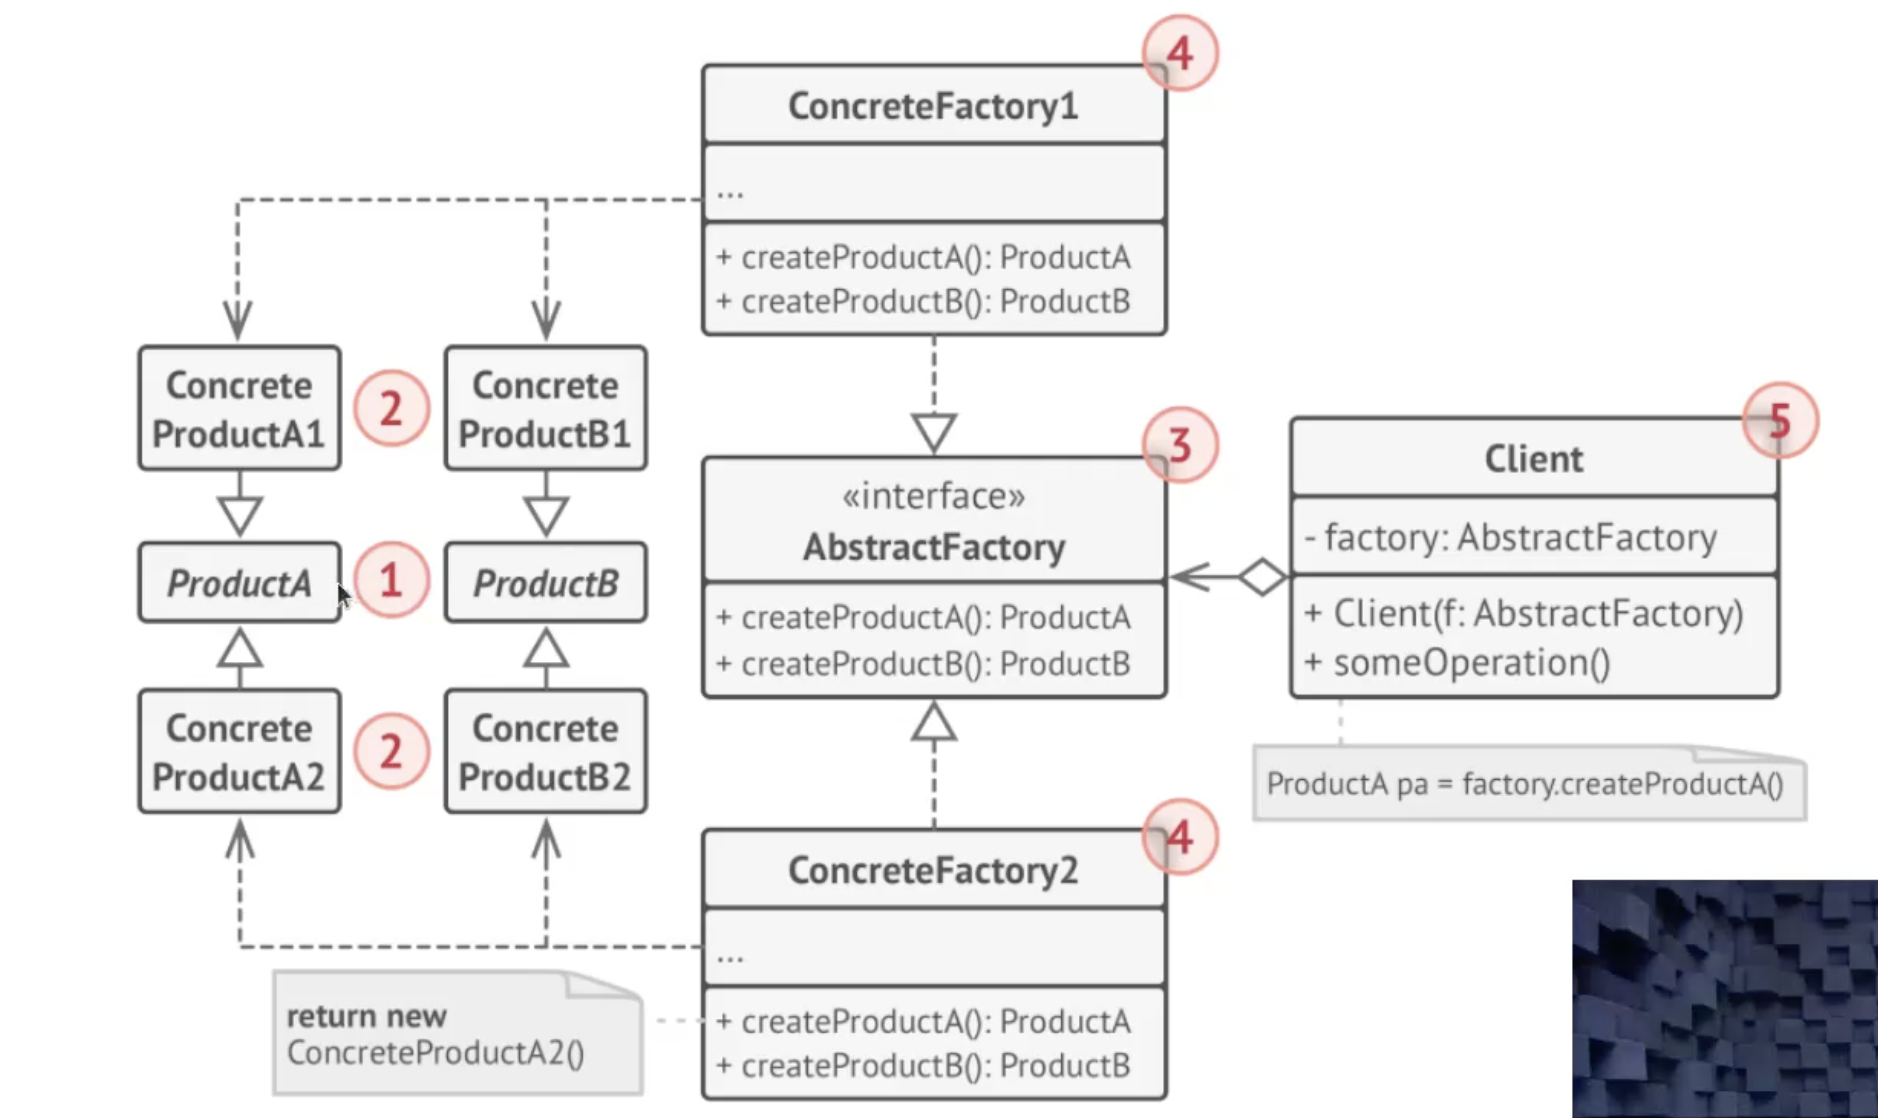 4
ConcreteFactory1
...
+ createProductA(): ProductA
+ createProductB(): ProductB
Concrete
ProductA1
2
Concrete
ProductB1
ProductA
1
ProductB
Concrete
ProductA2
2
Concrete
ProductB2
3
«interface»
AbstractFactory
+ createProductA(): ProductA
+ createProductB(): ProductB
5
Client
- factory: AbstractFactory
+ Client(f: AbstractFactory)
+ someOperation()
ProductA pa = factory.createProductA()
4
ConcreteFactory2
...
+ createProductA(): ProductA
+ createProductB(): ProductB
return new
ConcreteProductA2()